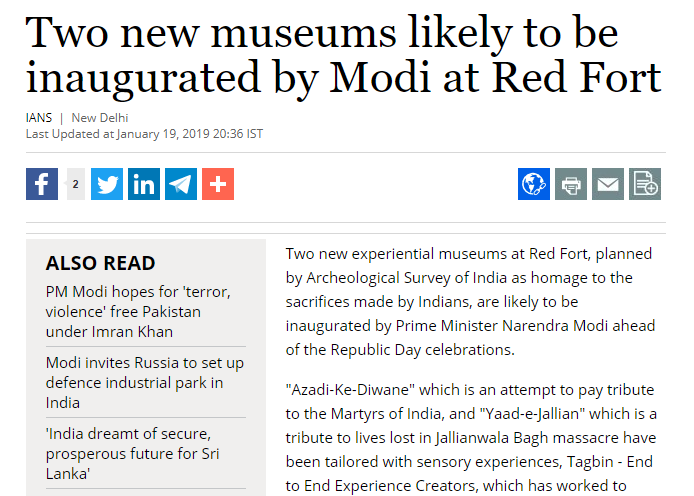 Two new museums likely to be
inaugurated by Modi at Red Fort
IANS | New Delhi
Last Updated at January 19, 2019 20:36 IST
f
2
in
+
ALSO READ
PM Modi hopes for 'terror,
violence' free Pakistan
under Imran Khan
Modi invites Russia to set up
defence industrial park in
India
'India dreamt of secure,
prosperous future for Sri
Lanka'
Two new experiential museums at Red Fort, planned
by Archeological Survey of India as homage to the
sacrifices made by Indians, are likely to be
inaugurated by Prime Minister Narendra Modi ahead
of the Republic Day celebrations.
"Azadi-Ke-Diwane" which is an attempt to pay tribute
to the Martyrs of India, and "Yaad-e-Jallian" which is a
tribute to lives lost in Jallianwala Bagh massacre have
been tailored with sensory experiences, Tagbin - End
to End Experience Creators, which has worked to